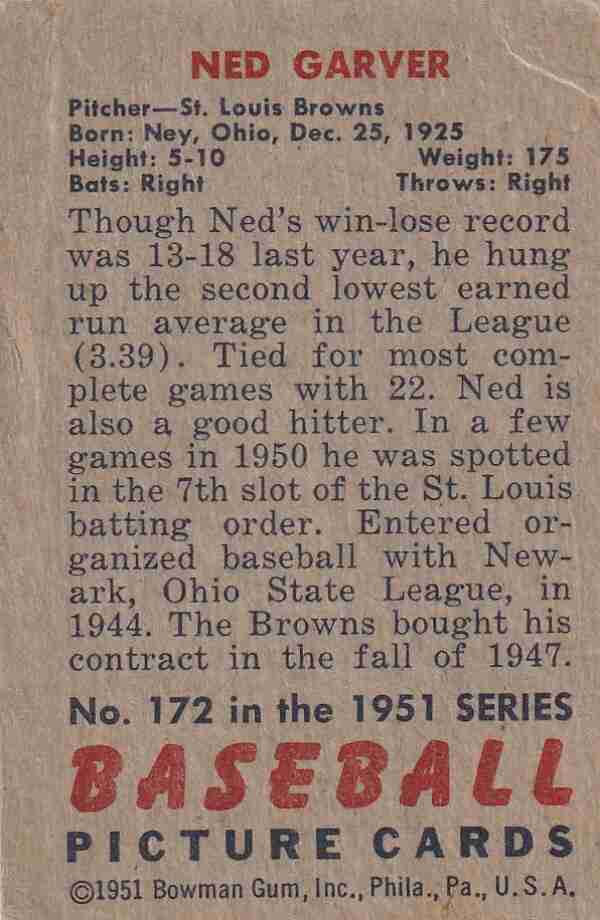 NED GARVER
Pitcher—St. Louis Browns
Born: Ney, Ohio, Dec. 25, 1925
Height: 5-10 Weight: 175
Bats: Right Throws: Right
Though Ned's win-lose record
was 13-18 last year, he hung
up the second lowest earned
run average in the League
(3.39). Tied for most com-
plete games with 22. Ned is
also a good hitter. In a few
games in 1950 he was spotted
in the 7th slot of the St. Louis
batting order. Entered or-
ganized baseball with New-
ark, Ohio State League, in
1944. The Browns bought his
contract in the fall of 1947.
No. 172 in the 1951 SERIES
BASEBALL
PICTURE CARDS
©1951 Bowman Gum, Inc., Phila., Pa., U.S.A.